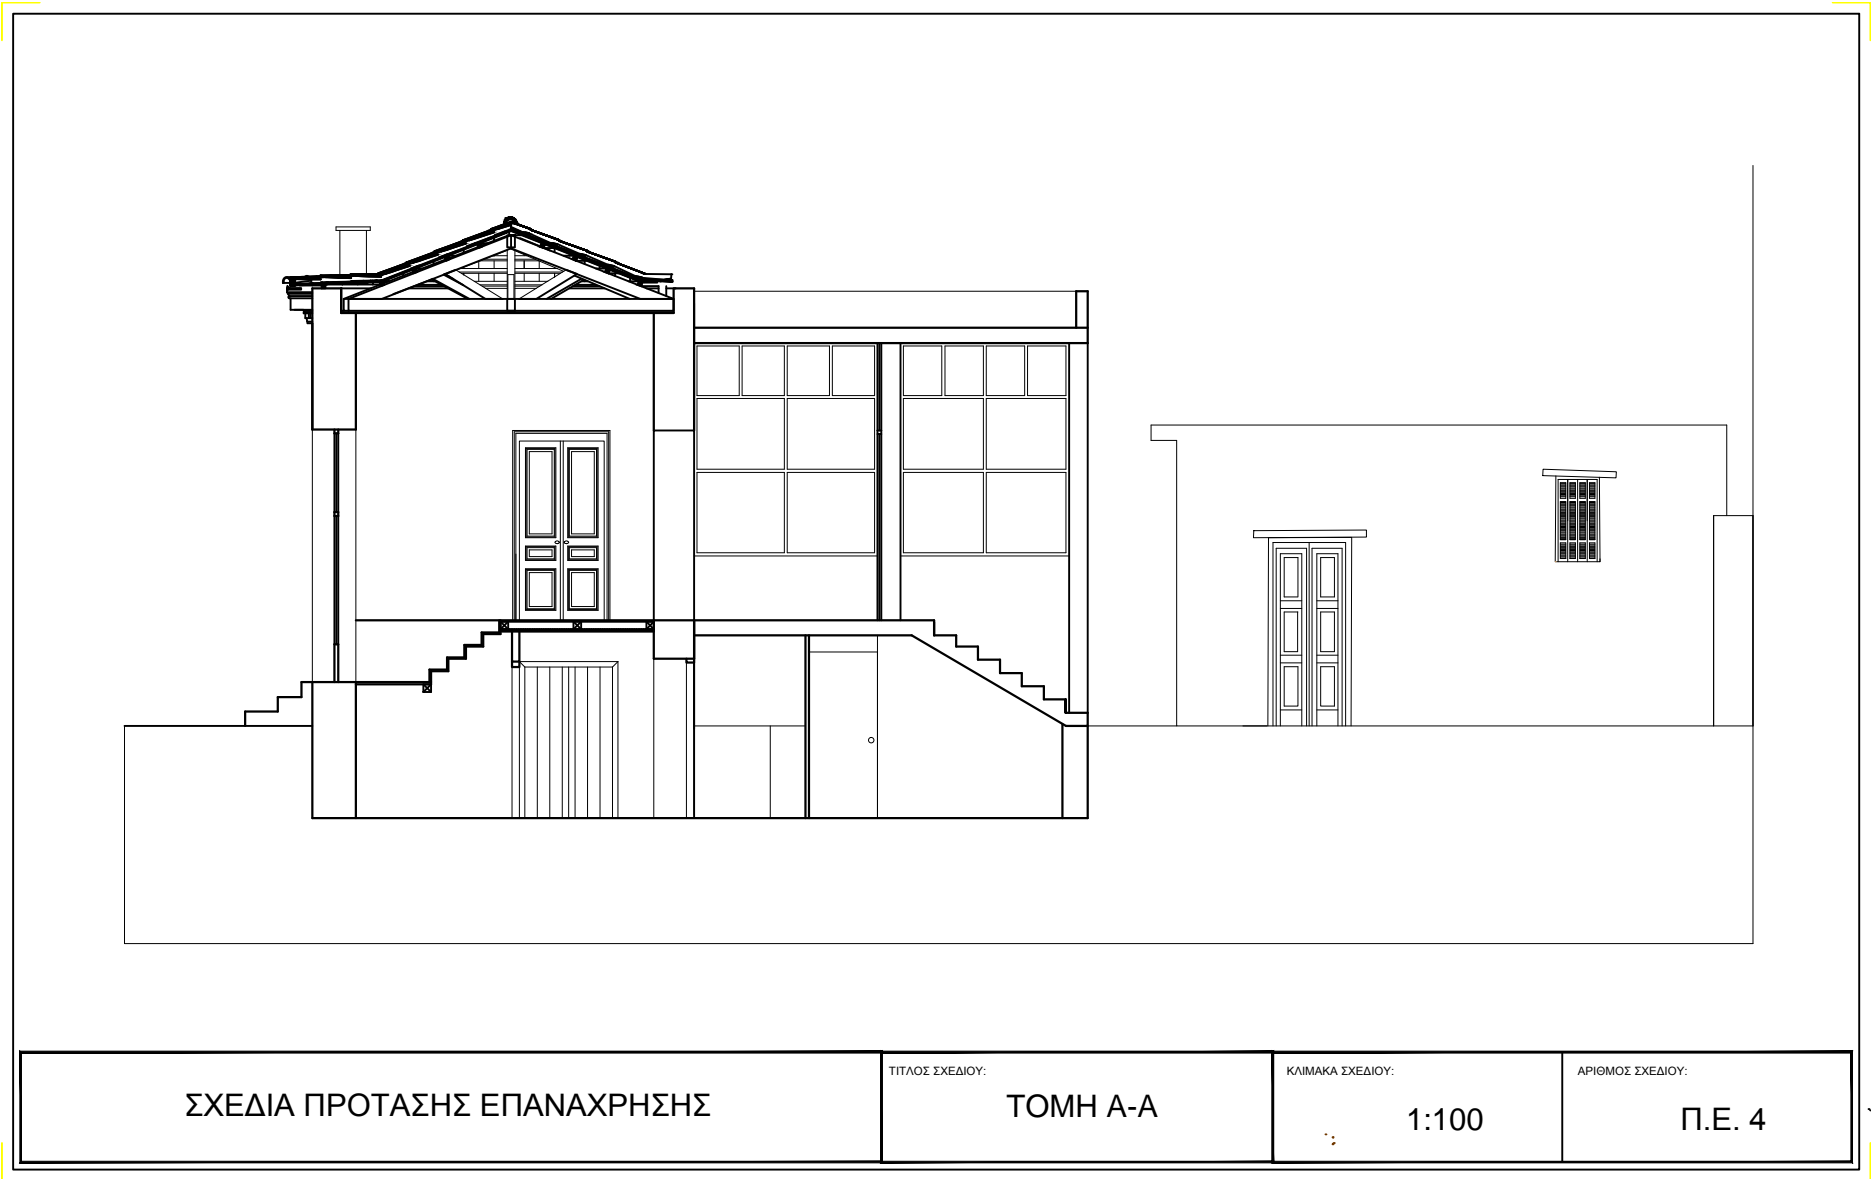 ΣΧΕΔΙΑ ΠΡΟΤΑΣΗΣ ΕΠΑΝΑΧΡΗΣΗΣ
ΤΙΤΛΟΣ ΣΧΕΔΙΟΥ:
ΤΟΜΗ Α-Α
ΚΛΙΜΑΚΑ ΣΧΕΔΙΟΥ:
1:100
ΑΡΙΘΜΟΣ ΣΧΕΔΙΟΥ:
Π.Ε. 4